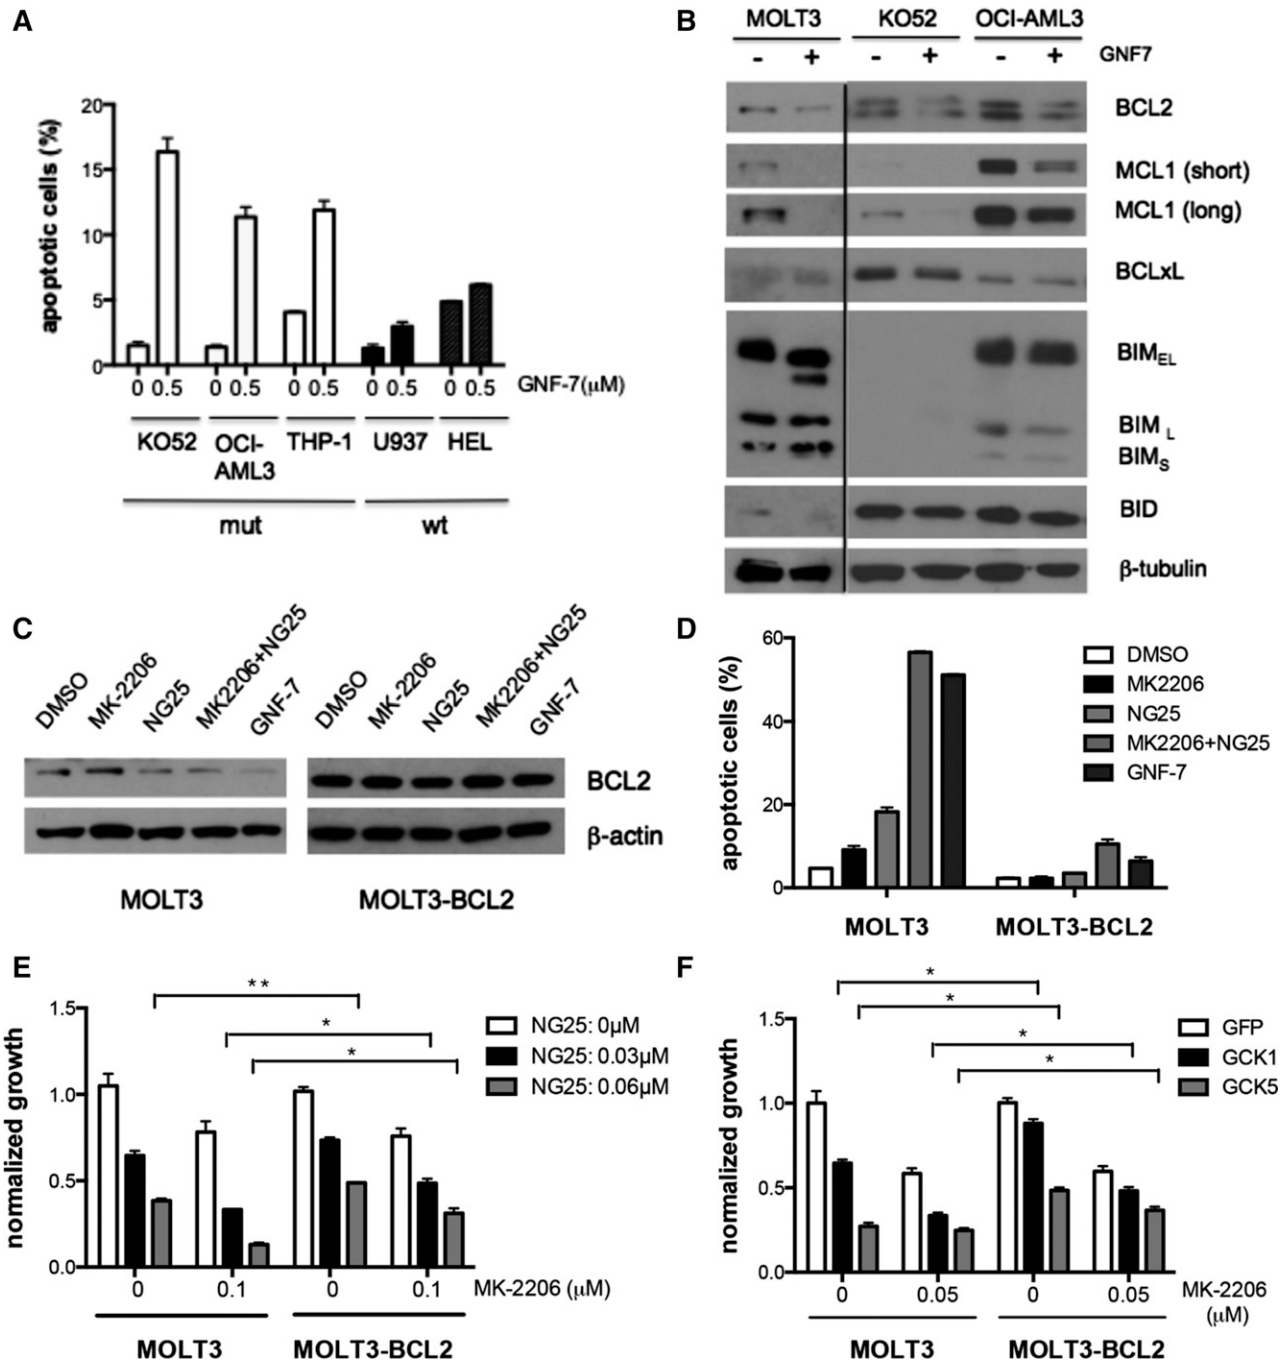 A
20
15
10
5
0
apoptotic cells (%)
0 0.5 0 0.5 0 0.5 0 0.5 0 0.5 GNF-7(μM)
KO52 OCI-AML3 THP-1 U937 HEL
mut wt
B
MOLT3 KO52 OCI-AML3
- + - + - + GNF7
BCL2
MCL1 (short)
MCL1 (long)
BCLxL
BIMEL
BIM L
BIMS
BID
β-tubulin
C
DMSO MK-2206 NG25 MK2206+NG25 GNF-7 DMSO MK-2206 NG25 MK2206+NG25 GNF-7
BCL2
β-actin
MOLT3 MOLT3-BCL2
D
60
40
20
0
apoptotic cells (%)
DMSO
MK2206
NG25
MK2206+NG25
GNF-7
MOLT3 MOLT3-BCL2
E
1.5
1.0
0.5
0.0
normalized growth
**
*
*
NG25: 0μM
NG25: 0.03μM
NG25: 0.06μM
0 0.1 0 0.1 MK-2206 (μM)
MOLT3 MOLT3-BCL2
F
1.5
1.0
0.5
0.0
normalized growth
*
*
*
*
GFP
GCK1
GCK5
0 0.05 0 0.05 MK-2206
(μM)
MOLT3 MOLT3-BCL2